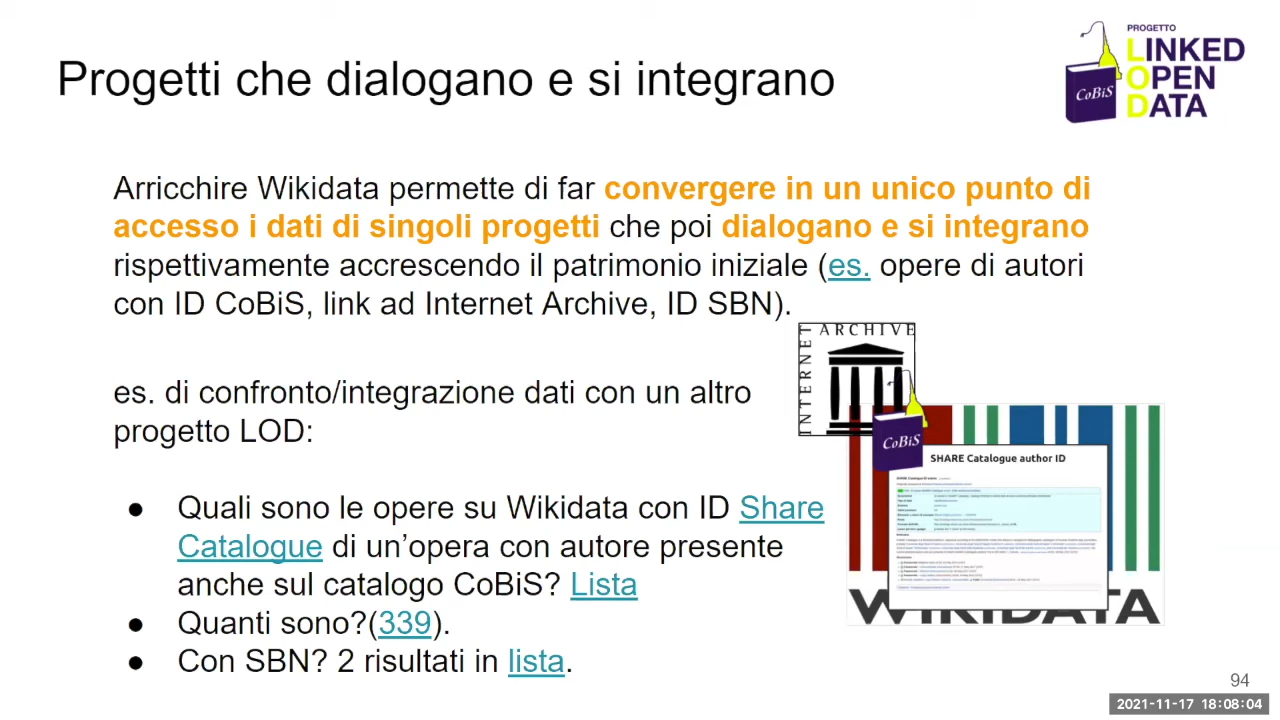 Progetti che dialogano e si integrano
PROGETTO
LINKED
OPEN
DATA
CoBiS
Arricchire Wikidata permette di far convergere in un unico punto di
accesso i dati di singoli progetti che poi dialogano e si integrano
rispettivamente accrescendo il patrimonio iniziale (es. opere di autori
con ID CoBiS, link ad Internet Archive, ID SBN).
es. di confronto/integrazione dati con un altro
progetto LOD:
● Quali sono le opere su Wikidata con ID Share
Catalogue di un’opera con autore presente
anche sul catalogo CoBiS? Lista
● Quanti sono?(339).
● Con SBN? 2 risultati in lista.
INTERNET ARCHIVE
CoBiS
SHARE Catalogue author ID
WIKIDATA
94
2021-11-17 18:08:04